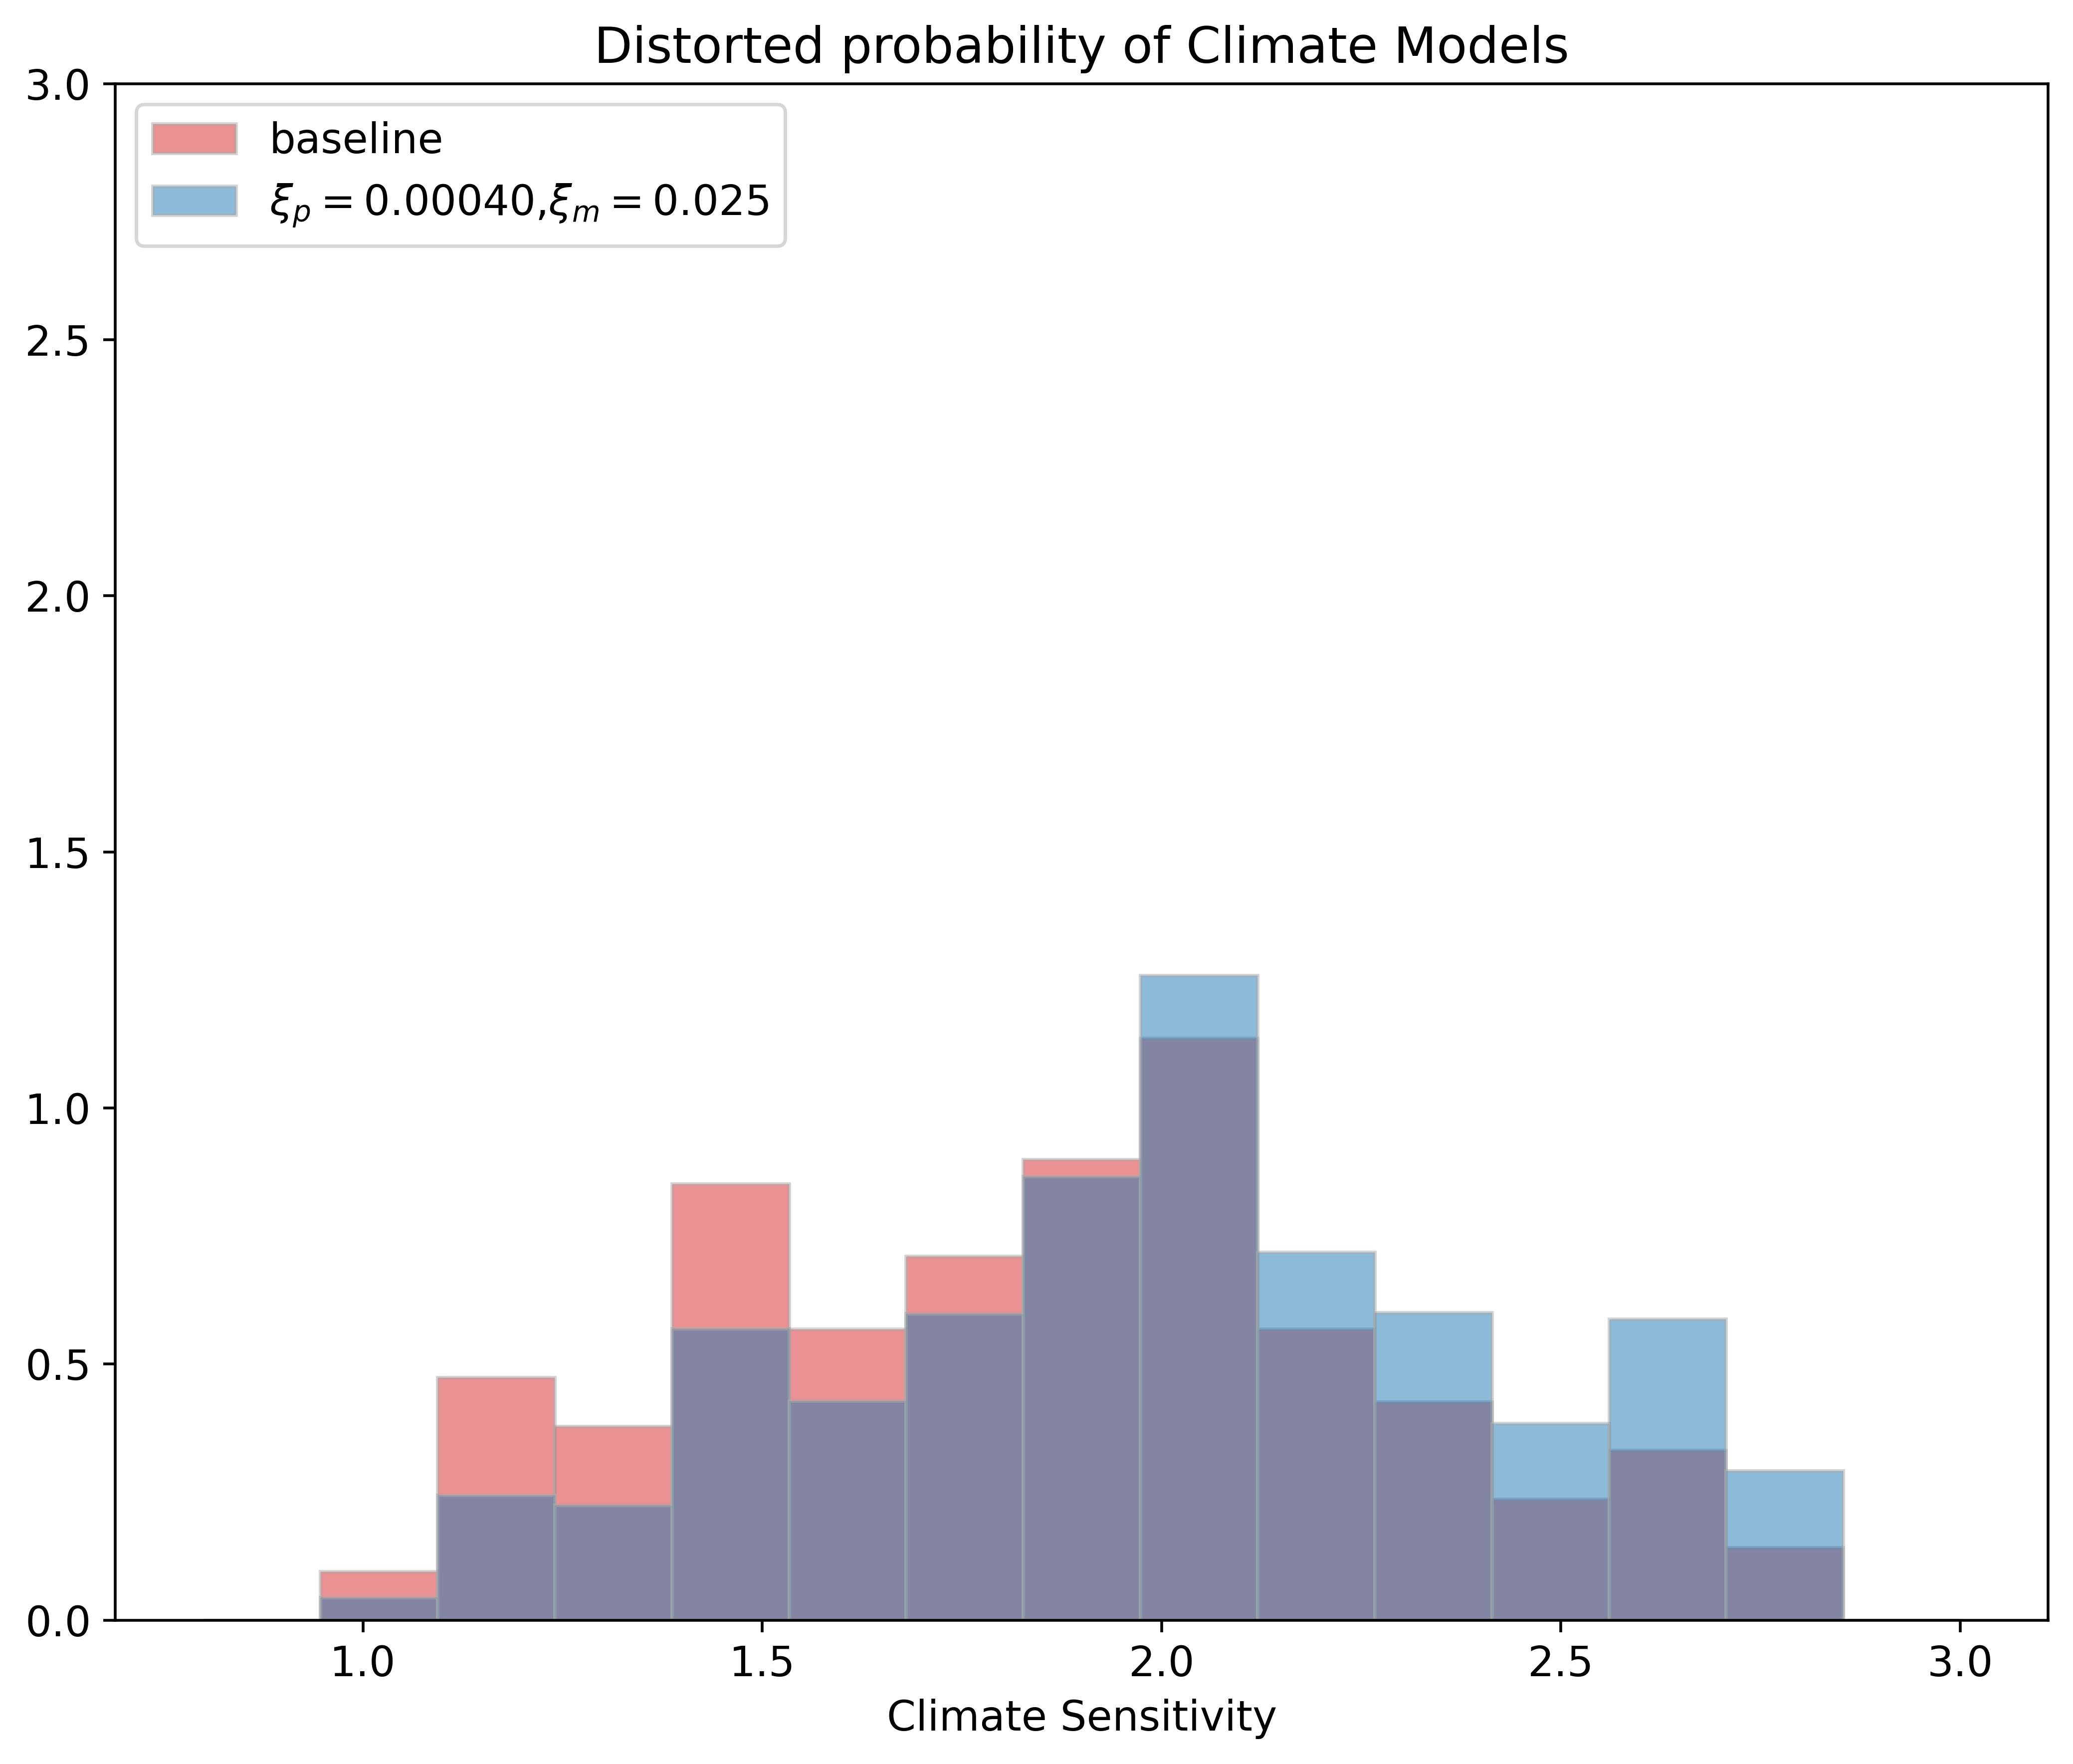 Distorted probability of Climate Models
3.0
2.5
2.0
1.5
1.0
0.5
0.0
baseline
ξₚ = 0.00040,ξₘ = 0.025
1.0 1.5 2.0 2.5 3.0
Climate Sensitivity